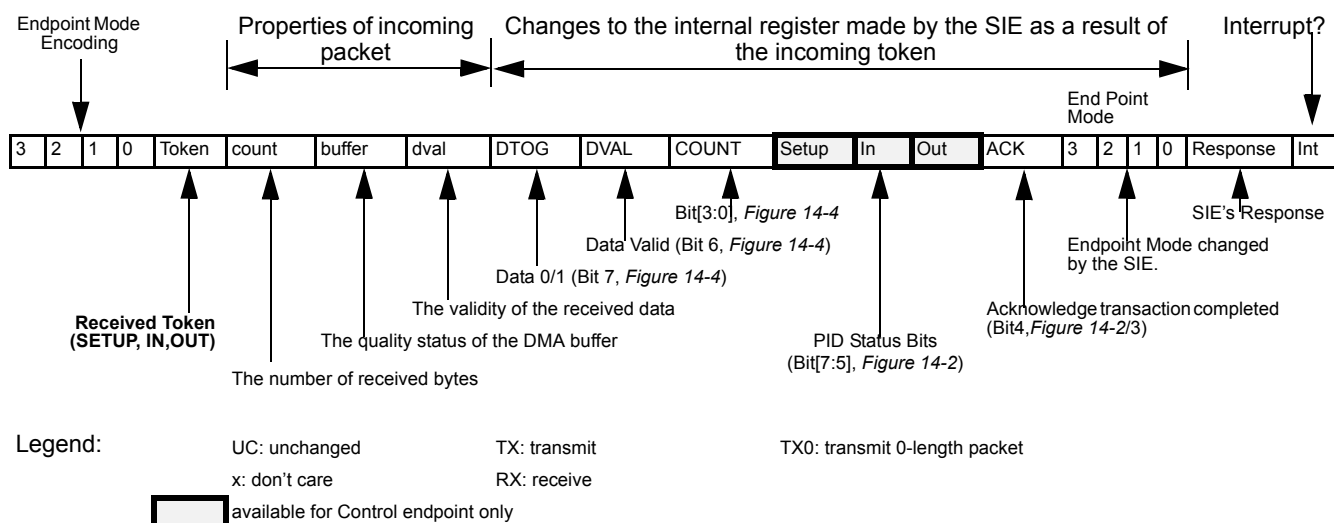 Endpoint Mode
Encoding
Properties of incoming
packet
Changes to the internal register made by the SIE as a result of
the incoming token
Interrupt?
End Point
Mode
3 2 1 0 Token count buffer dval DTOG DVAL COUNT Setup In Out ACK 3 2 1 0 Response Int
Bit[3:0], Figure 14-4
SIE's Response
Data Valid (Bit 6, Figure 14-4)
Endpoint Mode changed
by the SIE.
Data 0/1 (Bit 7, Figure 14-4)
The validity of the received data
Acknowledge transaction completed
(Bit4,Figure 14-2/3)
Received Token
(SETUP, IN,OUT)
The quality status of the DMA buffer
PID Status Bits
(Bit[7:5], Figure 14-2)
The number of received bytes
Legend:
UC: unchanged
TX: transmit
TX0: transmit 0-length packet
x: don't care
RX: receive
available for Control endpoint only